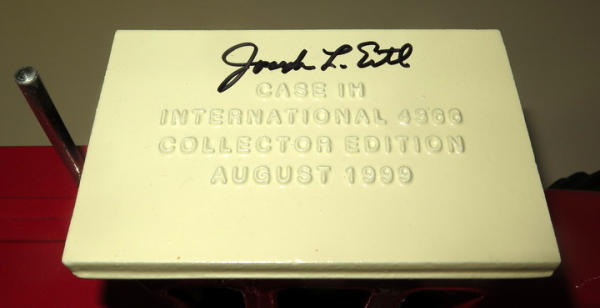 Joseph L. Ertl
CASE IH
INTERNATIONAL 4366
COLLECTOR EDITION
AUGUST 1999